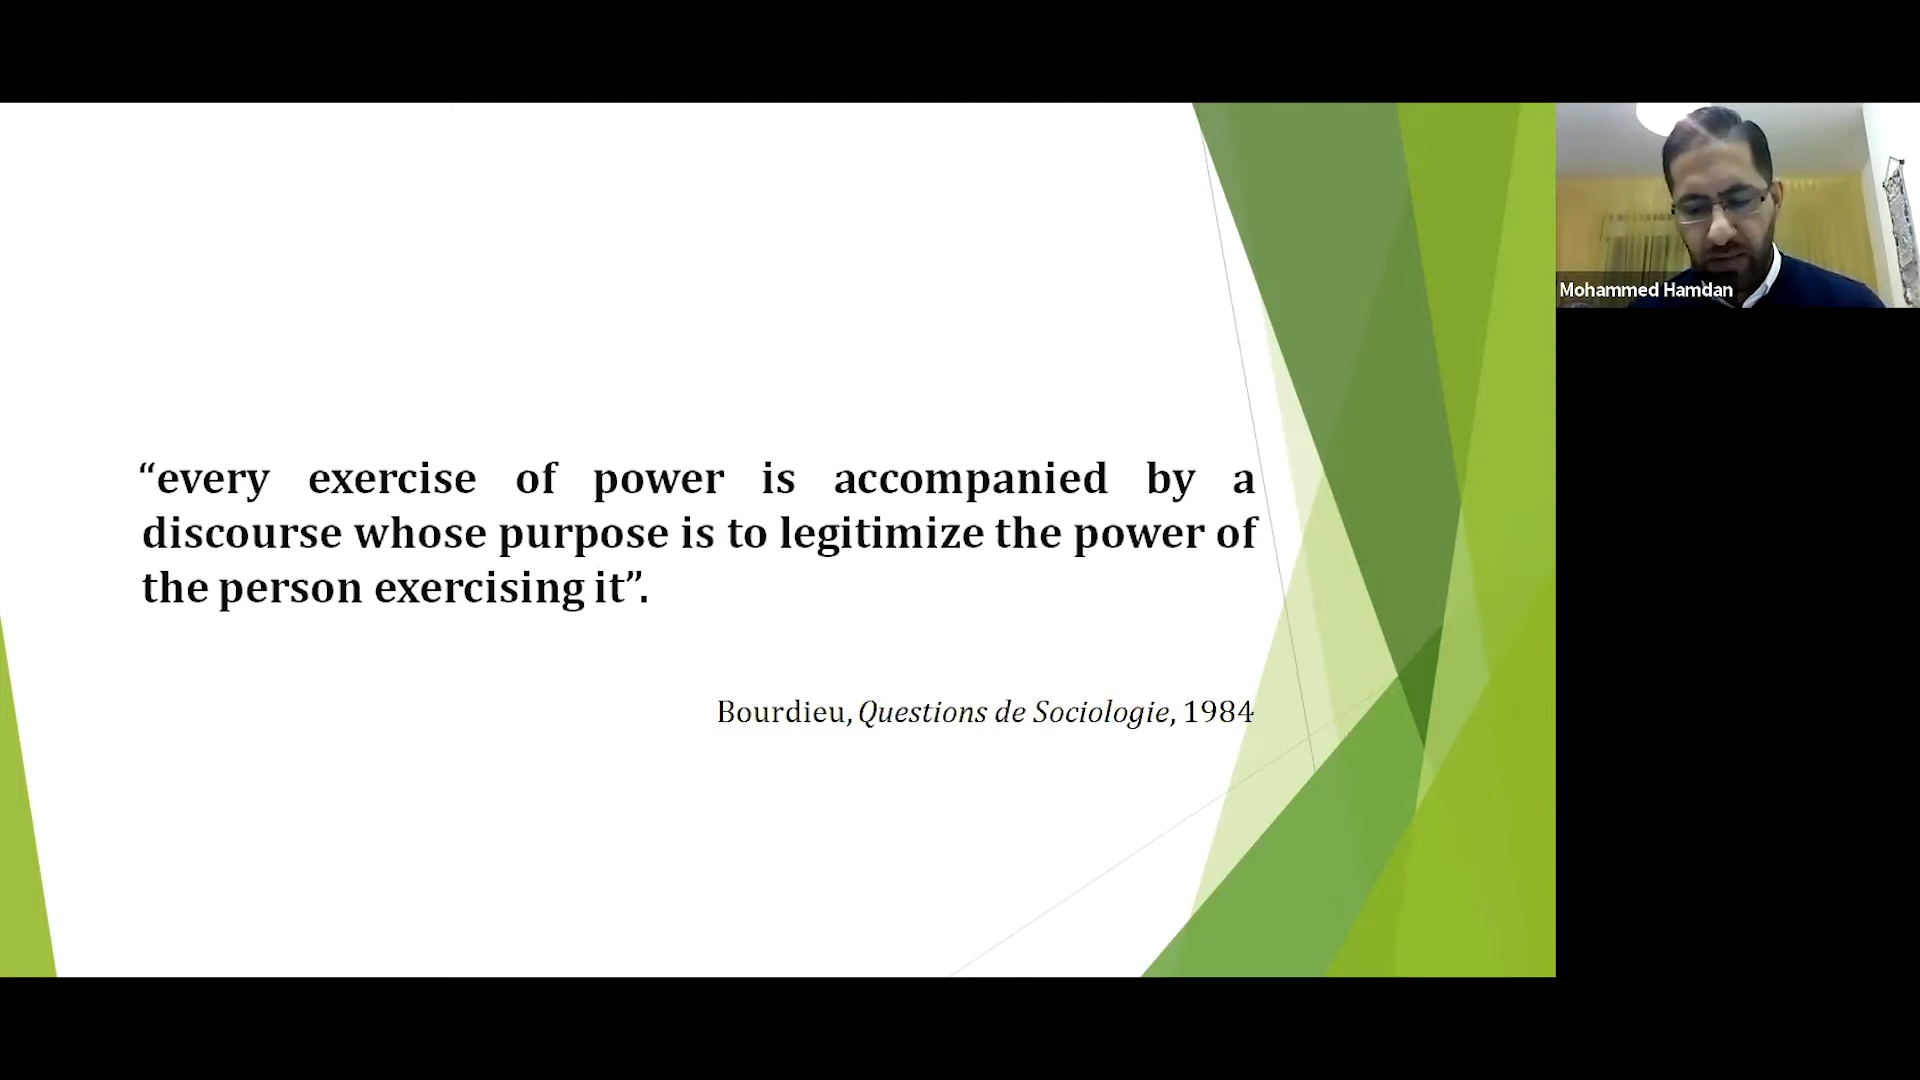 “every exercise of power is accompanied by a
discourse whose purpose is to legitimize the power of
the person exercising it”.
Bourdieu, Questions de Sociologie, 1984
Mohammed Hamdan